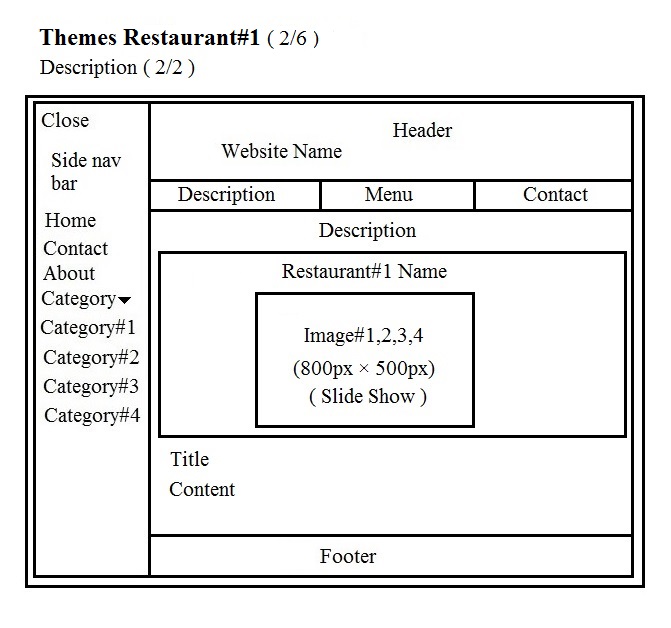 Themes Restaurant#1 ( 2/6 )
Description ( 2/2 )
Close
Side nav
bar
Home
Contact
About
Category
Category#1
Category#2
Category#3
Category#4
Header
Website Name
Description Menu Contact
Description
Restaurant#1 Name
Image#1,2,3,4
(800px × 500px)
( Slide Show )
Title
Content
Footer